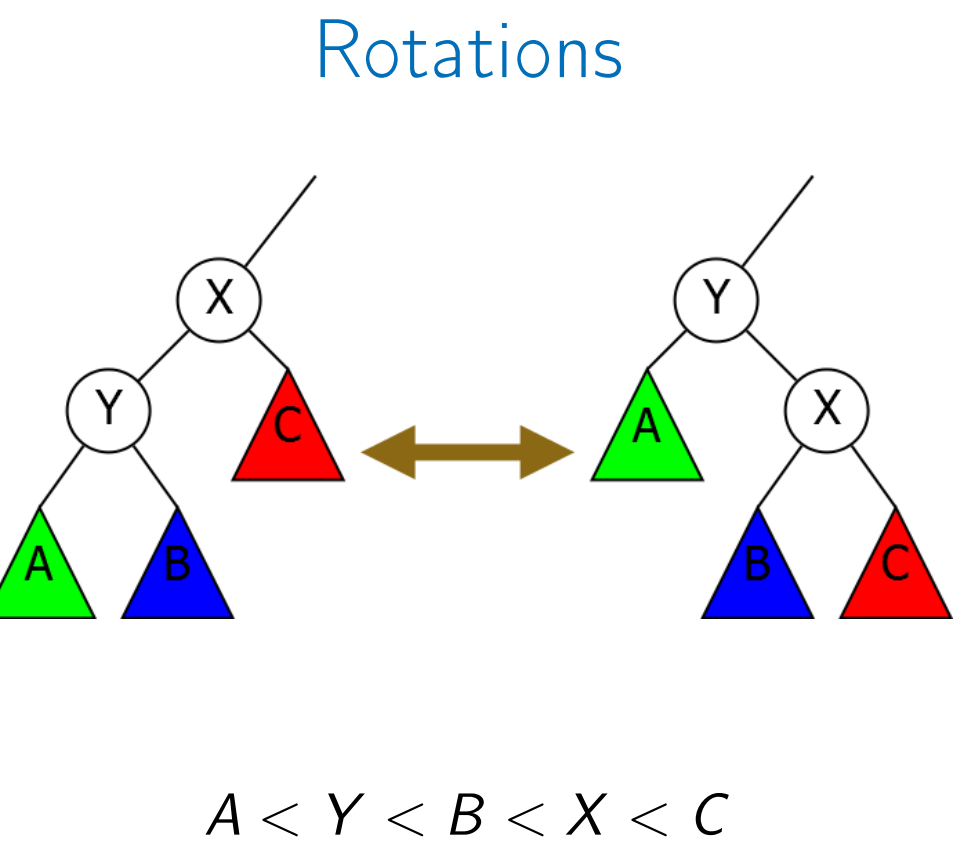 Rotations
X Y
Y C A X
A B B C
A < Y < B < X < C